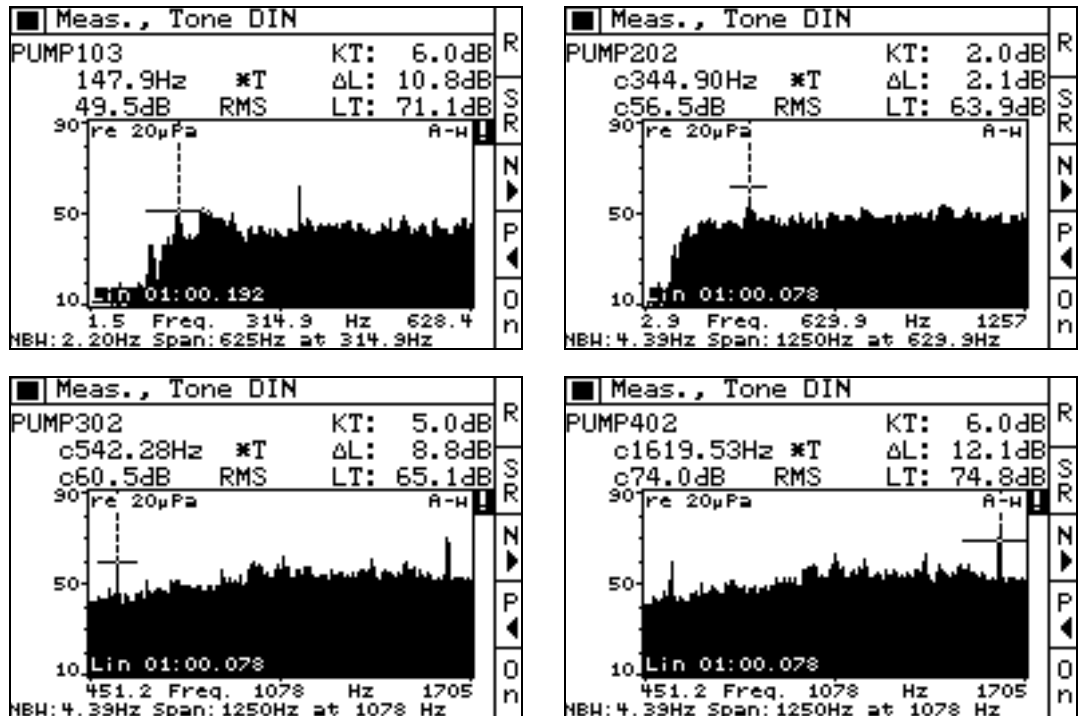 Meas., Tone DIN
PUMP103 KT: 6.0dB R
147.9Hz *T ΔL: 10.8dB
49.5dB RMS LT: 71.1dB S R
90 re 20µPa A-w !
N
50
P
10 Lin 01:00.192
1.5 Freq. 314.9 Hz 628.4 On
NBW:2.20Hz Span:625Hz at 314.9Hz
Meas., Tone DIN
PUMP202 KT: 2.0dB R
c344.90Hz *T ΔL: 2.1dB
c56.5dB RMS LT: 63.9dB S R
90 re 20µPa A-w
N
50
P
10 Lin 01:00.078
2.9 Freq. 629.9 Hz 1257 On
NBW:4.39Hz Span:1250Hz at 629.9Hz
Meas., Tone DIN
PUMP302 KT: 5.0dB R
c542.28Hz *T ΔL: 8.8dB
c60.5dB RMS LT: 65.1dB S R
90 re 20µPa A-w !
N
50
P
10 Lin 01:00.078
451.2 Freq. 1078 Hz 1705 On
NBW:4.39Hz Span:1250Hz at 1078 Hz
Meas., Tone DIN
PUMP402 KT: 6.0dB R
c1619.53Hz *T ΔL: 12.1dB
c74.0dB RMS LT: 74.8dB S R
90 re 20µPa A-w !
N
50
P
10 Lin 01:00.078
451.2 Freq. 1078 Hz 1705 On
NBW:4.39Hz Span:1250Hz at 1078 Hz